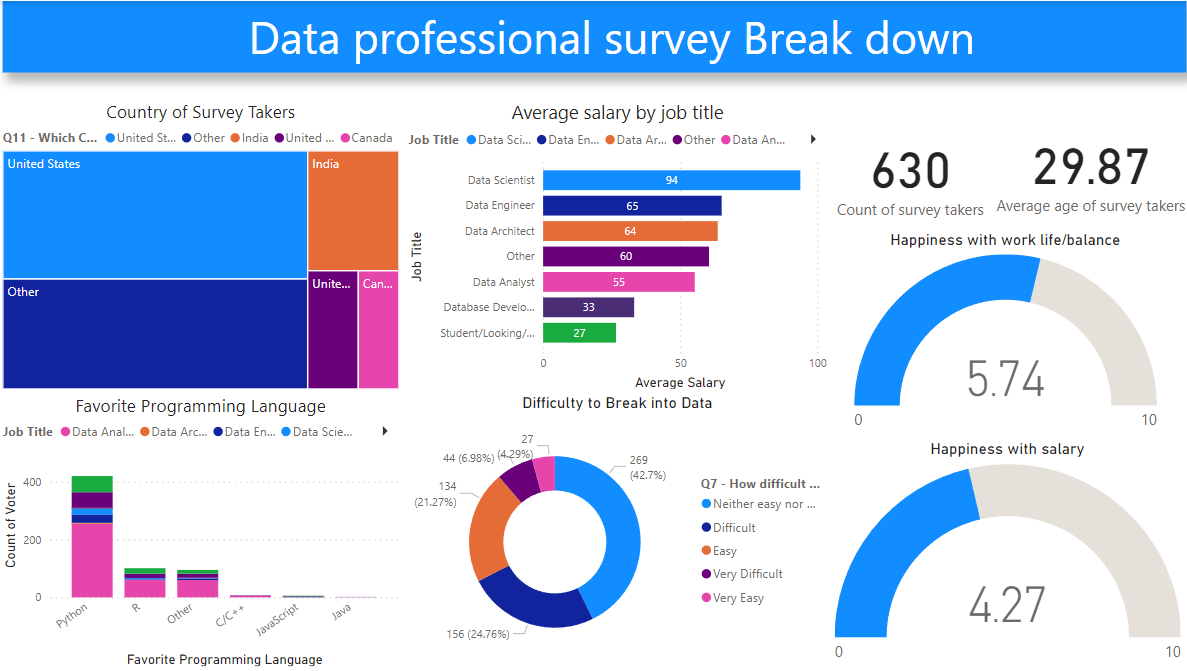 Data professional survey Break down
Country of Survey Takers
Q11 - Which C... United St... Other India United ... Canada
United States
India
Other
Unite...
Can...
Average salary by job title
Job Title Data Sci... Data En... Data Ar... Other Data An...
Job Title
Data Scientist 94
Data Engineer 65
Data Architect 64
Other 60
Data Analyst 55
Database Develo... 33
Student/Looking/... 27
0 50 100
Average Salary
630
Count of survey takers
29.87
Average age of survey takers
Happiness with work life/balance
5.74
0 10
Favorite Programming Language
Job Title Data Anal... Data Arc... Data En... Data Scie...
Count of Voter
400
200
0
Python R Other C/C++ JavaScript Java
Favorite Programming Language
Difficulty to Break into Data
27
(4.29%)
44 (6.98%)
134
(21.27%)
269
(42.7%)
156 (24.76%)
Q7 - How difficult ...
Neither easy nor ...
Difficult
Easy
Very Difficult
Very Easy
Happiness with salary
4.27
0 10